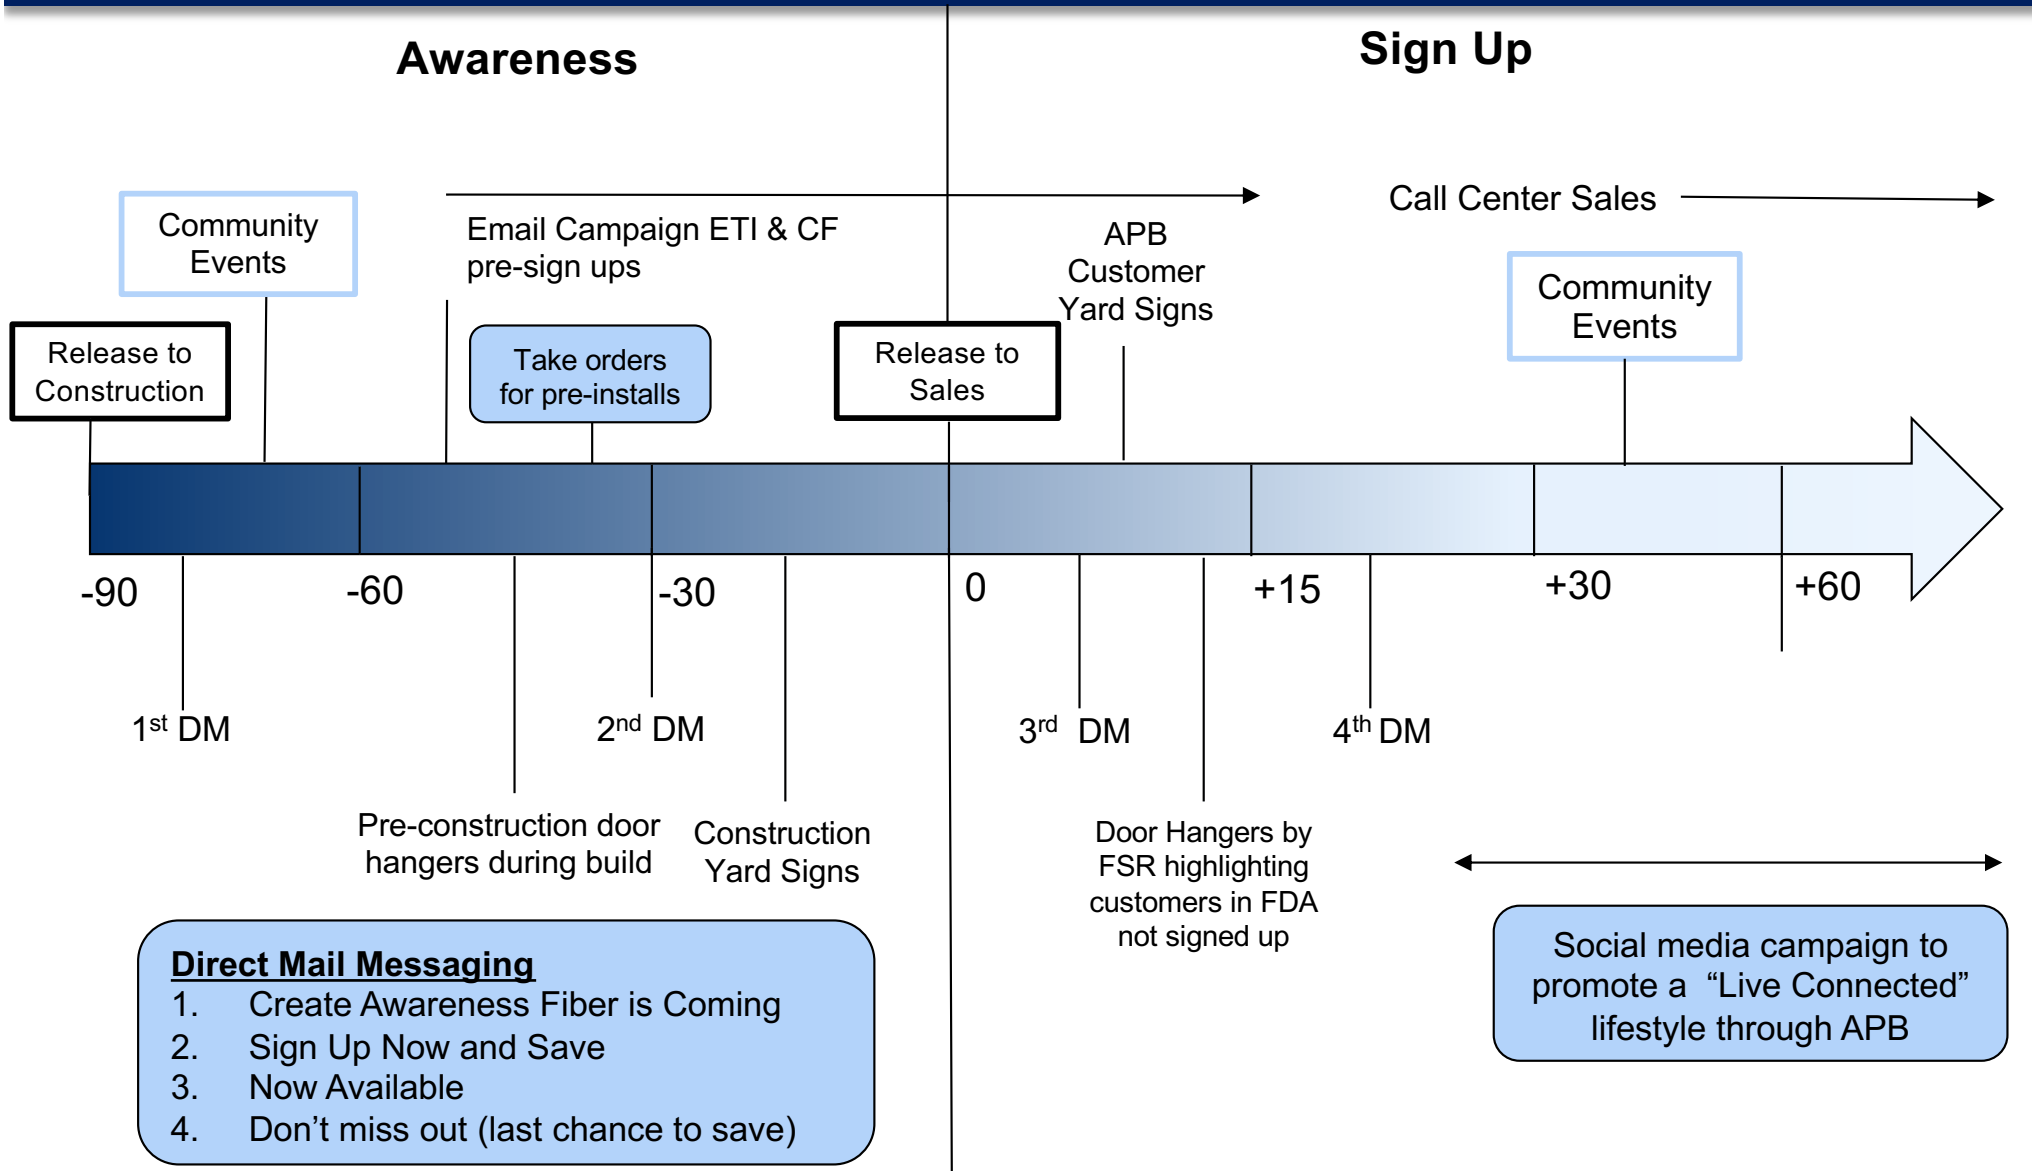 Awareness
Sign Up
Community
Events
Email Campaign ETI & CF
pre-sign ups
APB
Customer
Yard Signs
Call Center Sales
Community
Events
Release to
Construction
Take orders
for pre-installs
Release to
Sales
-90
-60
-30
0
+15
+30
+60
1st DM
2nd DM
3rd DM
4th DM
Pre-construction door
hangers during build
Construction
Yard Signs
Door Hangers by
FSR highlighting
customers in FDA
not signed up
Direct Mail Messaging
1. Create Awareness Fiber is Coming
2. Sign Up Now and Save
3. Now Available
4. Don’t miss out (last chance to save)
Social media campaign to
promote a “Live Connected”
lifestyle through APB